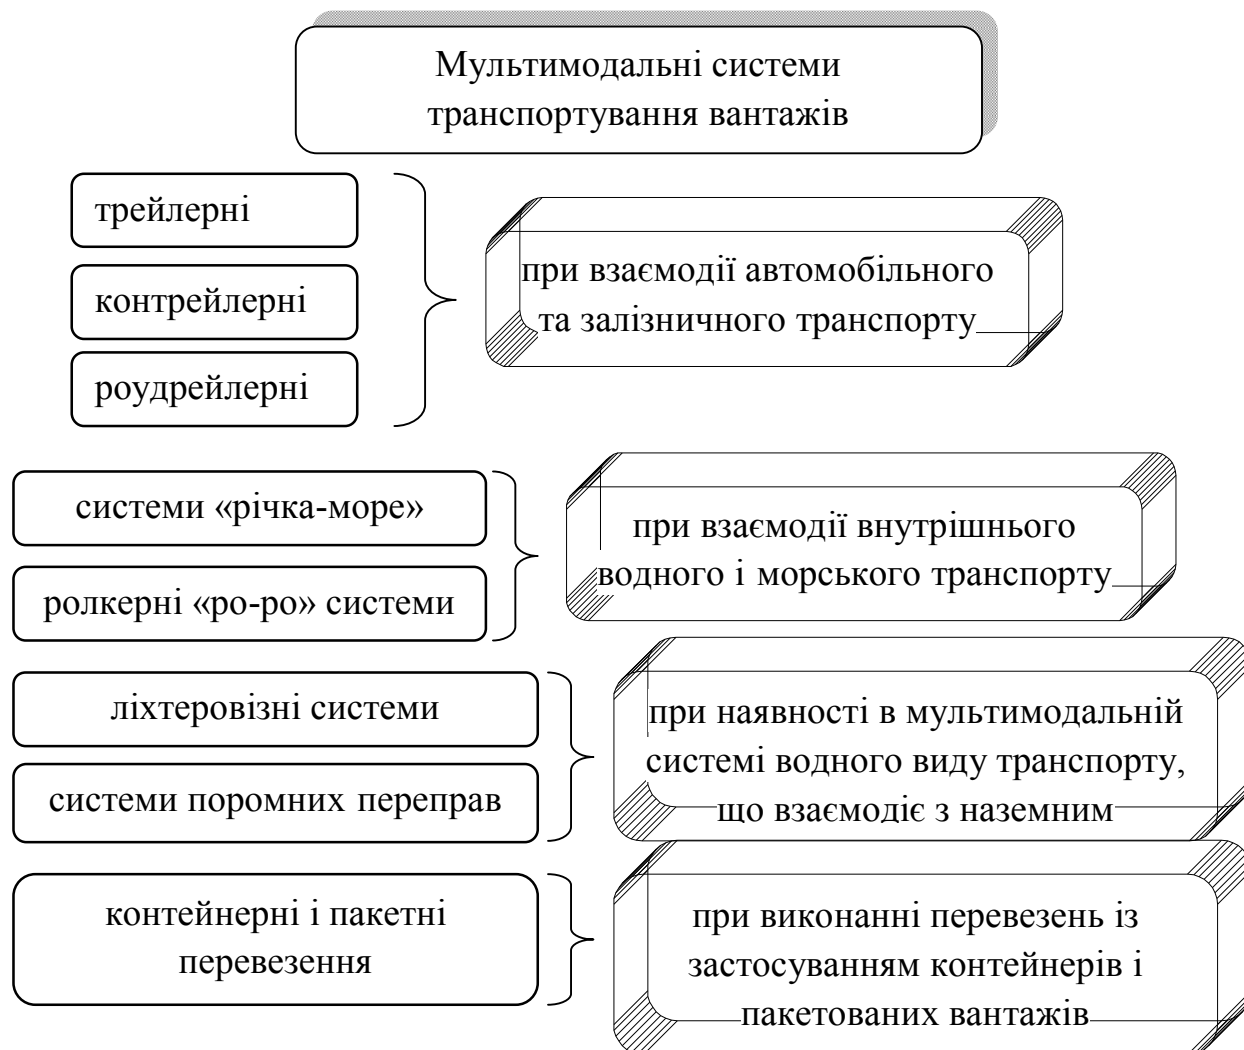 Мультимодальні системи
транспортування вантажів
трейлерні
контрейлерні
роудрейлерні
при взаємодії автомобільного
та залізничного транспорту
системи «річка-море»
ролкерні «ро-ро» системи
при взаємодії внутрішнього
водного і морського транспорту
ліхтеровізні системи
системи поромних переправ
при наявності в мультимодальній
системі водного виду транспорту,
що взаємодіє з наземним
контейнерні і пакетні
перевезення
при виконанні перевезень із
застосуванням контейнерів і
пакетованих вантажів